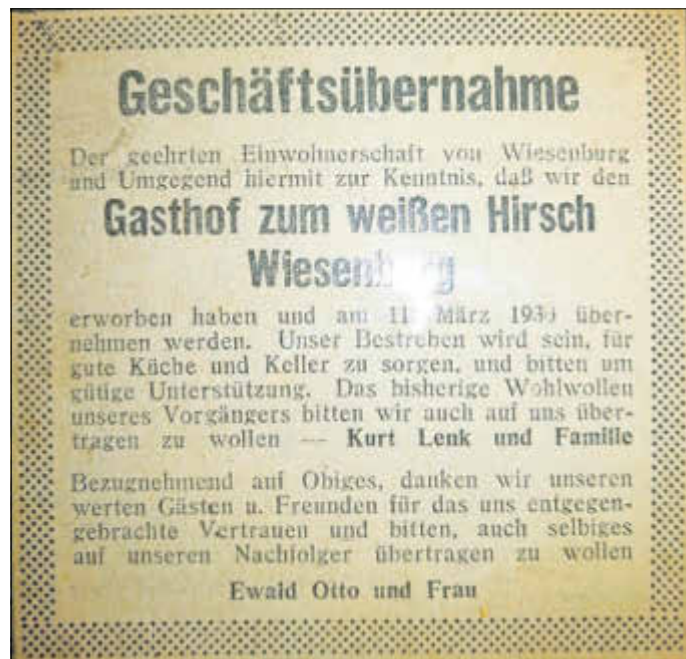 Geschäftsübernahme
Der geehrten Einwohnerschaft von Wiesenburg
und Umgegend hiermit zur Kenntnis, daß wir den
Gasthof zum weißen Hirsch
Wiesenburg
erworben haben und am März über-
nehmen werden. Unser Bestreben wird sein, für
gute Küche und Keller zu sorgen, und bitten um
gütige Unterstützung. Das bisherige Wohlwollen
unseres Vorgängers bitten wir auch auf uns über-
tragen zu wollen — Kurt Lenk und Familie
Bezugnehmend auf Obiges, danken wir unseren
werten Gästen u. Freunden für das uns entgegen-
gebrachte Vertrauen und bitten, auch selbiges
auf unseren Nachfolger übertragen zu wollen
Ewald Otto und Frau